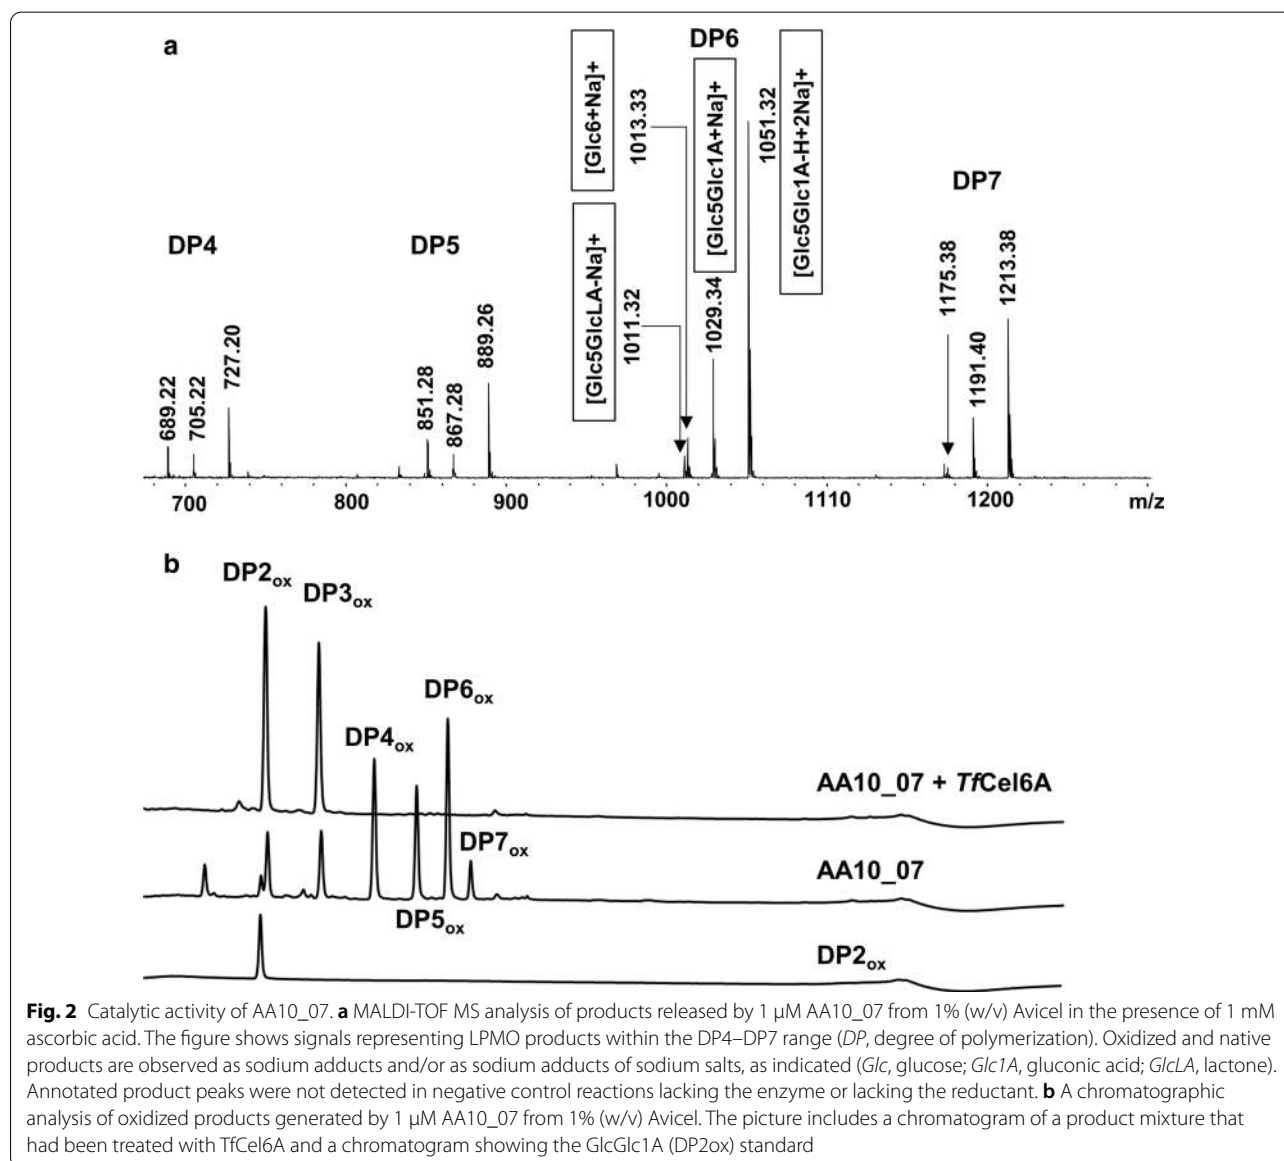 a
DP4
DP5
DP6
DP7
689.22
705.22
727.20
851.28
867.28
889.26
[Glc5GlcLA-Na]+
1011.32
[Glc6+Na]+
1013.33
[Glc5Glc1A+Na]+
1029.34
1051.32
[Glc5Glc1A-H+2Na]+
1175.38
1191.40
1213.38
700 800 900 1000 1110 1200 m/z
b
DP2ox
DP3ox
DP4ox
DP6ox
AA10_07 + TfCel6A
DP7ox
AA10_07
DP5ox
DP2ox
Fig. 2 Catalytic activity of AA10_07. a MALDI-TOF MS analysis of products released by 1 µM AA10_07 from 1% (w/v) Avicel in the presence of 1 mM
ascorbic acid. The figure shows signals representing LPMO products within the DP4–DP7 range (DP, degree of polymerization). Oxidized and native
products are observed as sodium adducts and/or as sodium adducts of sodium salts, as indicated (Glc, glucose; Glc1A, gluconic acid; GlcLA, lactone).
Annotated product peaks were not detected in negative control reactions lacking the enzyme or lacking the reductant. b A chromatographic
analysis of oxidized products generated by 1 µM AA10_07 from 1% (w/v) Avicel. The picture includes a chromatogram of a product mixture that
had been treated with TfCel6A and a chromatogram showing the GlcGlc1A (DP2ox) standard